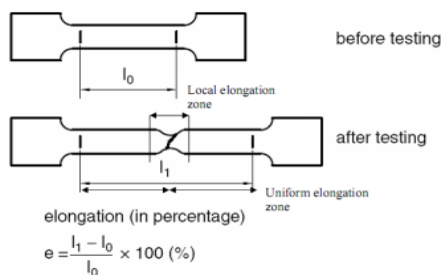 before testing
l₀
Local elongation
zone
after testing
l₁
Uniform elongation
zone
elongation (in percentage)
e = (l₁ − l₀) / l₀ × 100 (%)